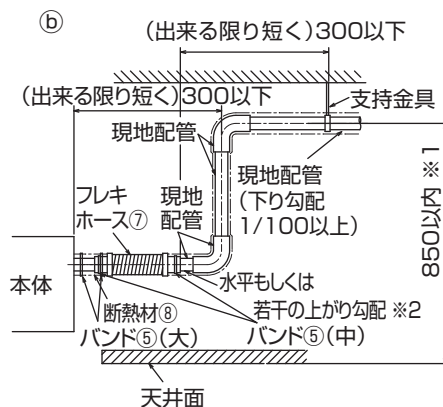 ⓑ
(出来る限り短く)300以下
(出来る限り短く)300以下
支持金具
現地配管
現地配管
(下り勾配
1/100以上)
850以内 ※1
フレキ
ホース⑦
現地
配管
本体
水平もしくは
若干の上がり勾配 ※2
断熱材⑧
バンド⑤(大)
バンド⑤(中)
天井面